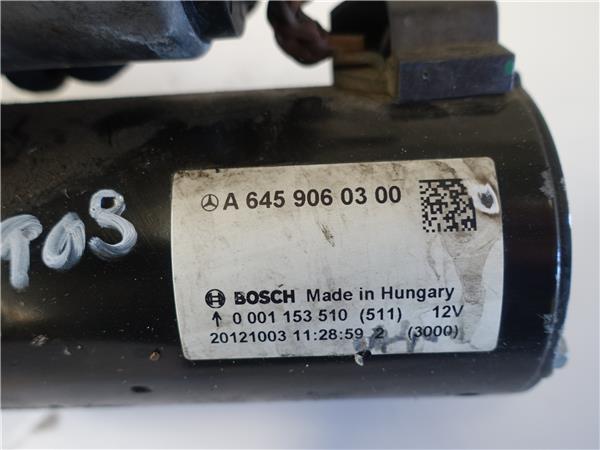 A 645 906 03 00
BOSCH Made in Hungary
↑ 0 001 153 510 (511) 12V
20121003 11:28:59 2 (3000)